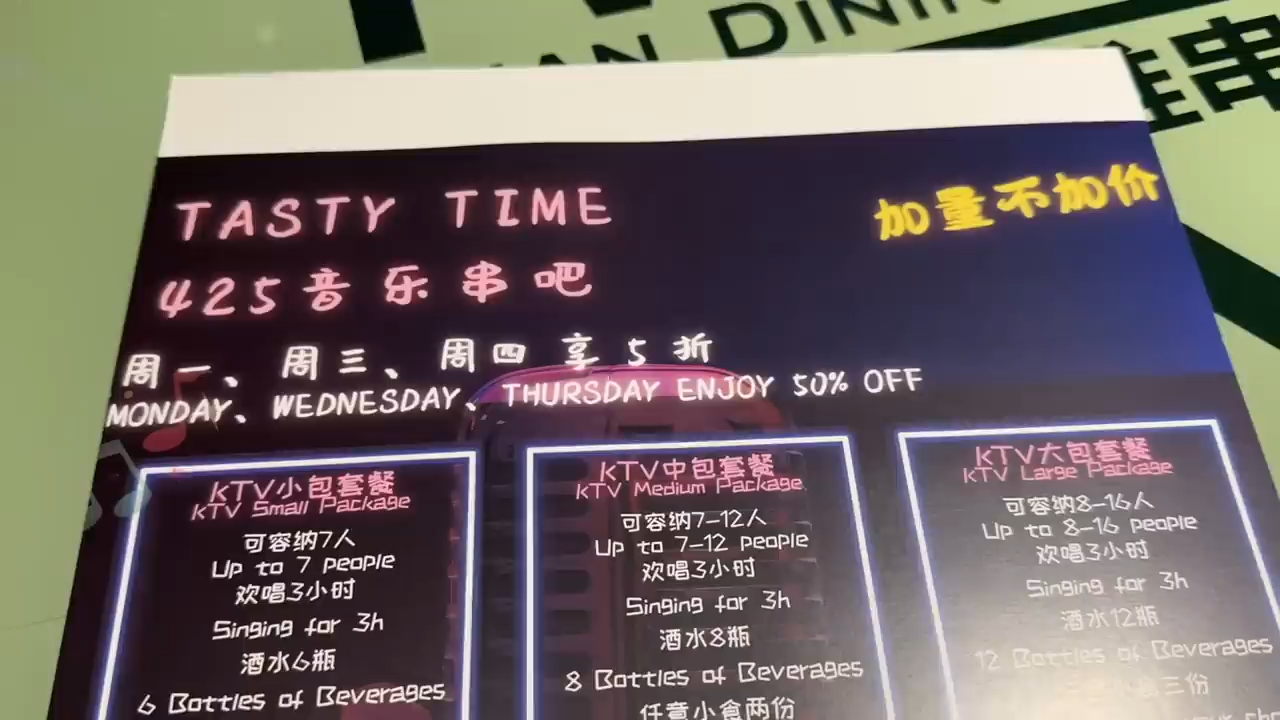 DINI
串
TASTY TIME
加量不加价
425音乐串吧
周一、周三、周四享5折
MONDAY、WEDNESDAY、THURSDAY ENJOY 50% OFF
KTV小包套餐
KTV Small Package
可容纳7人
Up to 7 people
欢唱3小时
Singing for 3h
酒水6瓶
6 Bottles of Beverages
KTV中包套餐
KTV Medium Package
可容纳7-12人
Up to 7-12 people
欢唱3小时
Singing for 3h
酒水8瓶
8 Bottles of Beverages
任意小食两份
KTV大包套餐
KTV Large Package
可容纳8-16人
Up to 8-16 people
欢唱3小时
Singing for 3h
酒水12瓶
12 Bottles of Beverages
三份